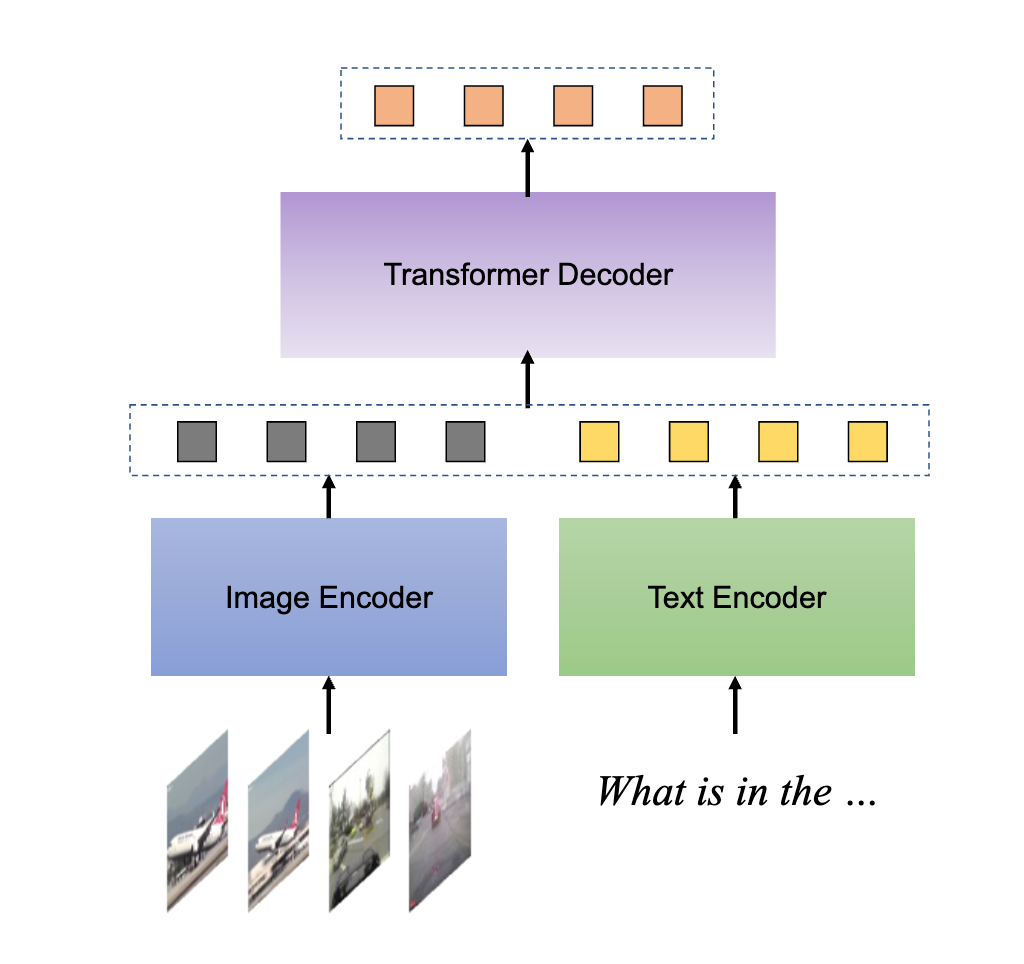 Transformer Decoder
Image Encoder
Text Encoder
What is in the ...